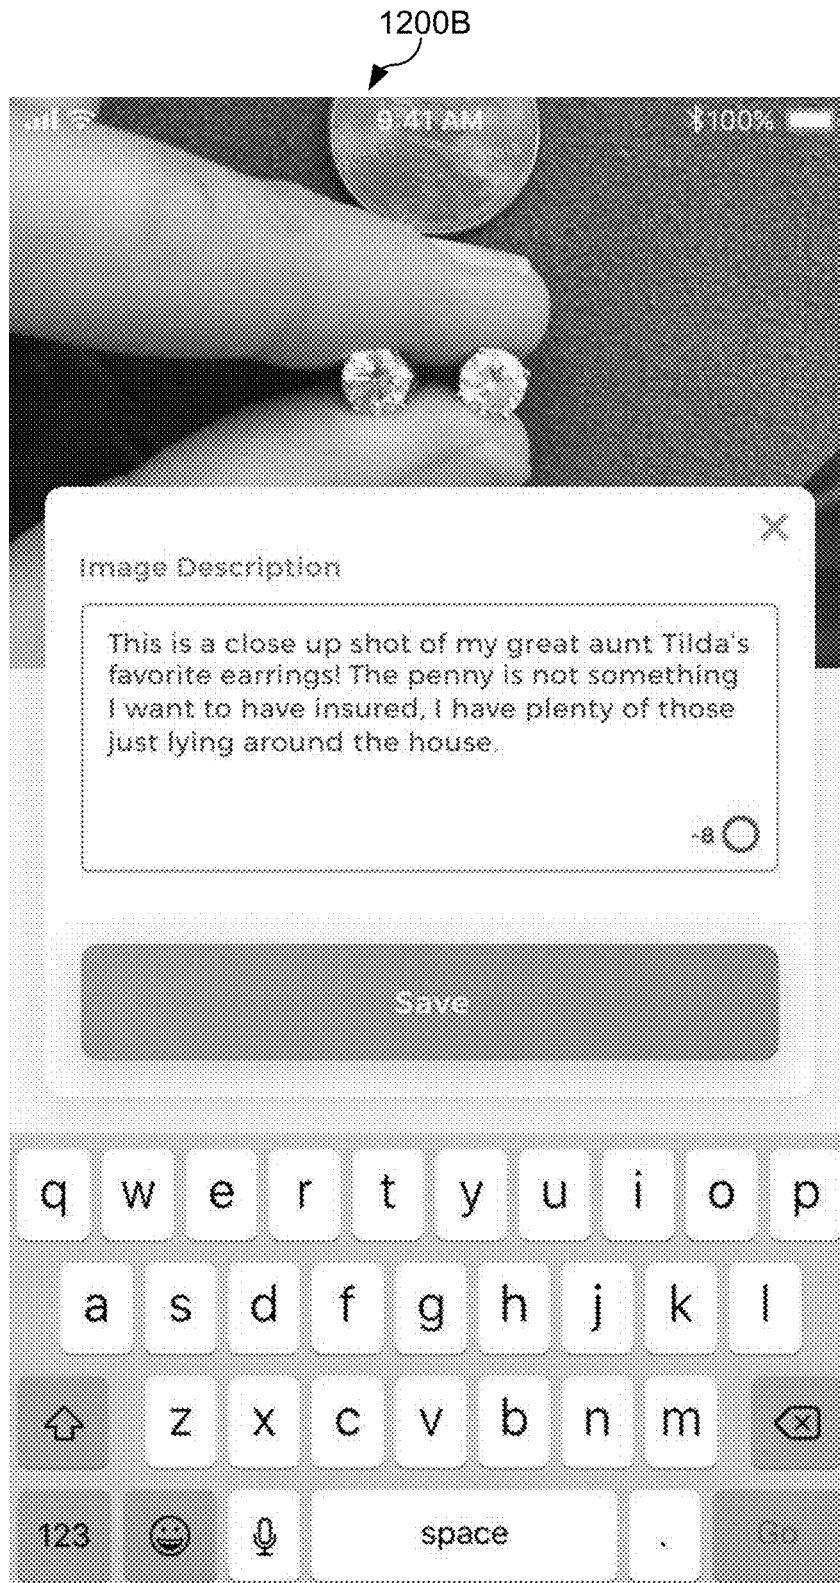 1200B
9:41 AM 100%
Image Description
This is a close up shot of my great aunt Tilda's
favorite earrings! The penny is not something
I want to have insured, I have plenty of those
just lying around the house.
-8
Save
q w e r t y u i o p
a s d f g h j k l
z x c v b n m
123 space . Go